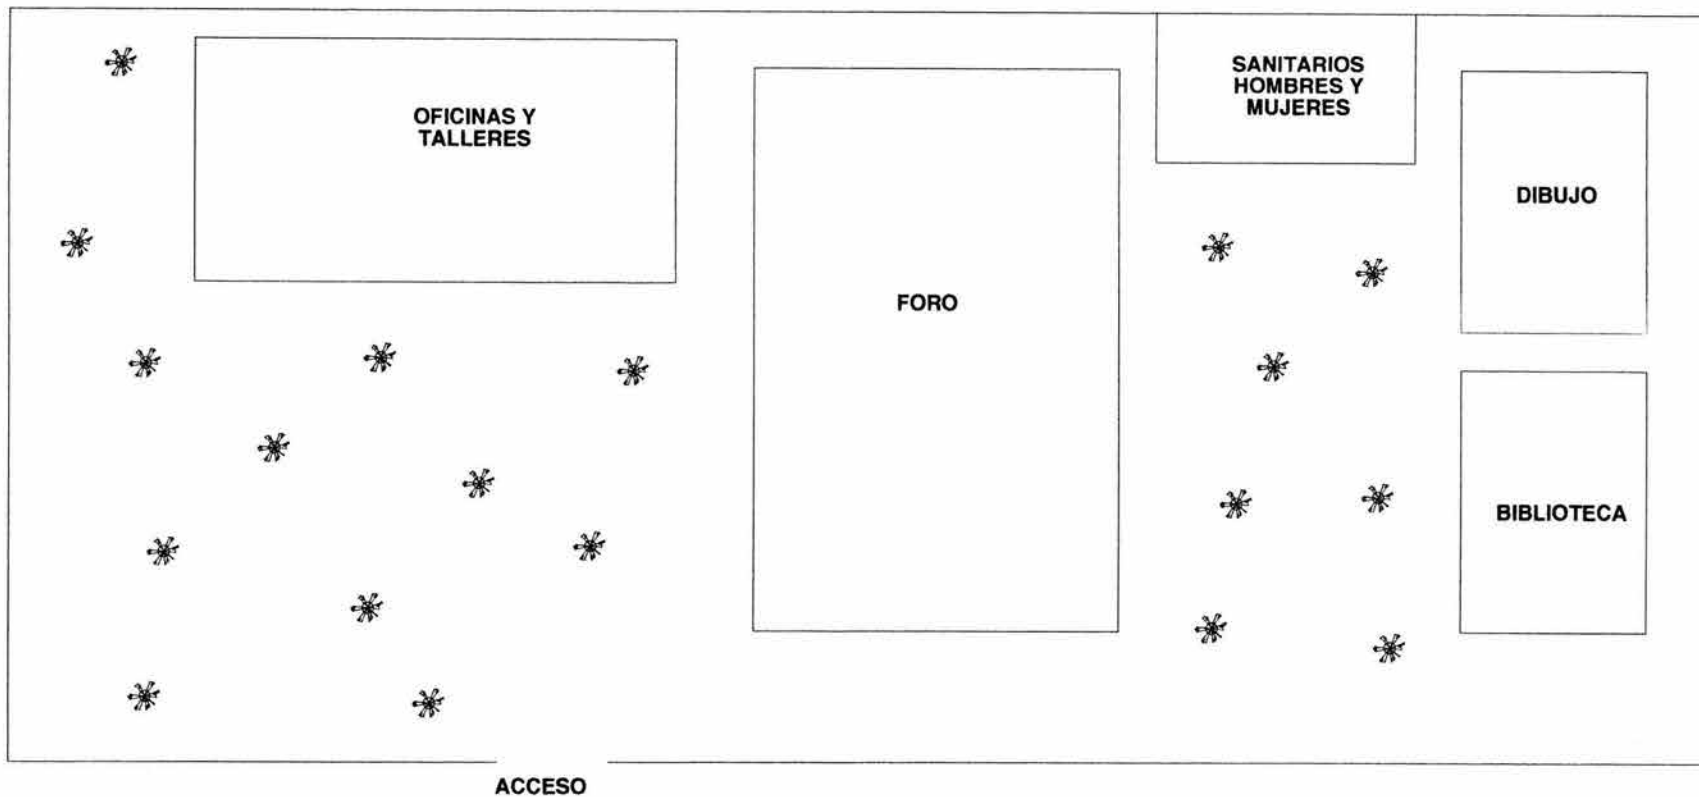 OFICINAS Y
TALLERES
FORO
SANITARIOS
HOMBRES Y
MUJERES
DIBUJO
BIBLIOTECA
ACCESO